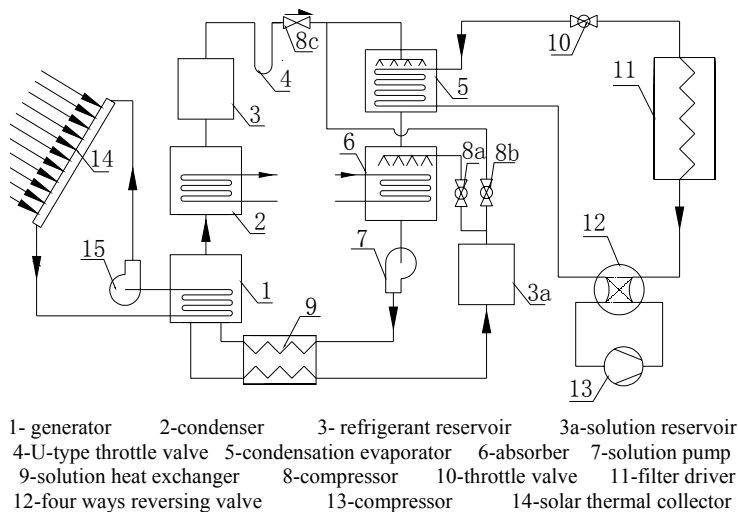 8c
10
4
5
11
3
14
6
8a
8b
2
7
12
15
1
3a
9
13
1- generator 2-condenser 3- refrigerant reservoir 3a-solution reservoir
4-U-type throttle valve 5-condensation evaporator 6-absorber 7-solution pump
9-solution heat exchanger 8-compressor 10-throttle valve 11-filter driver
12-four ways reversing valve 13-compressor 14-solar thermal collector